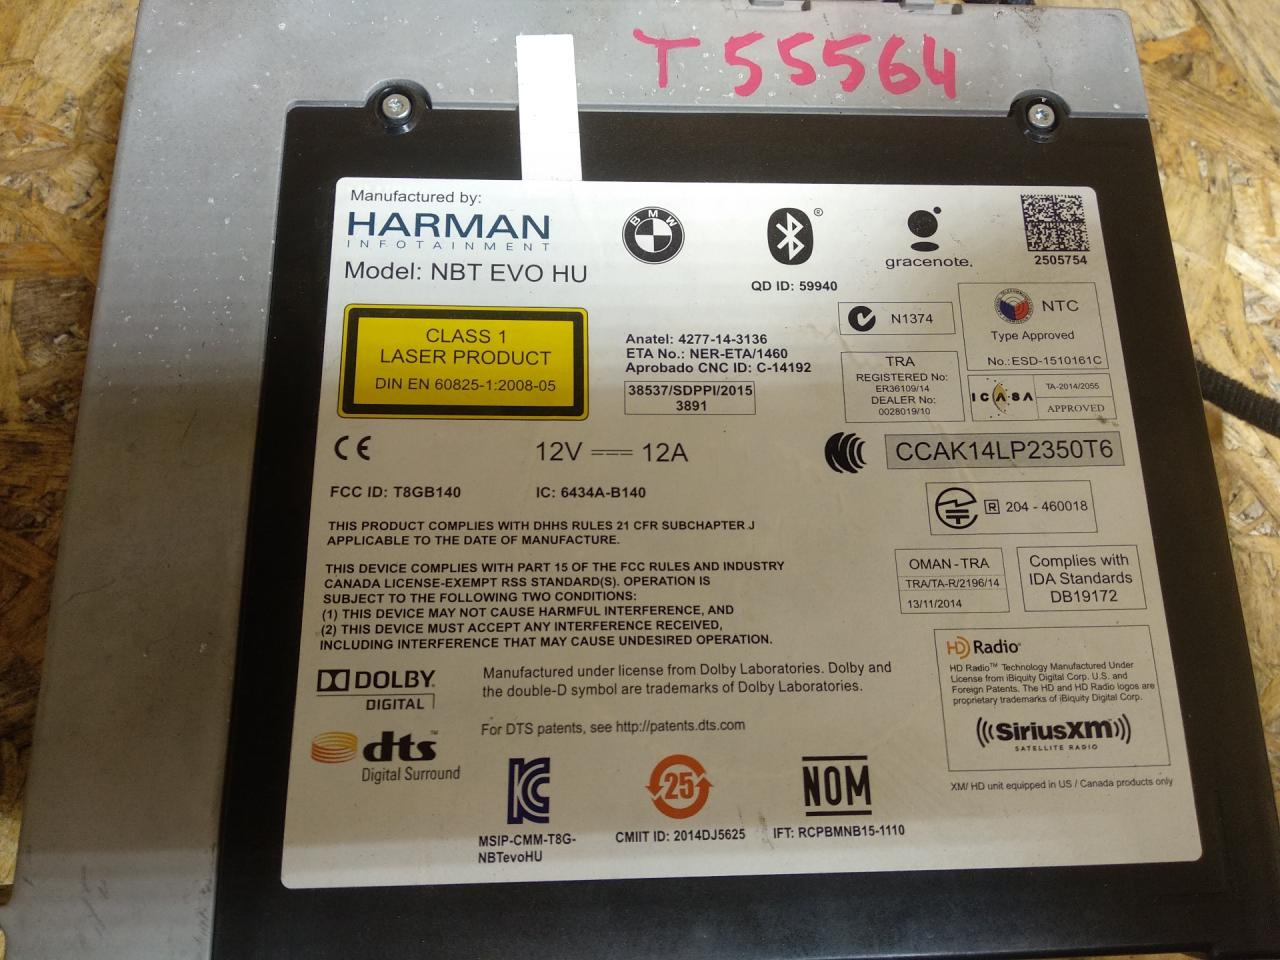 T55564
Manufactured by:
HARMAN
INFOTAINMENT
Model: NBT EVO HU
BMW
®
QD ID: 59940
gracenote.
2505754
CLASS 1
LASER PRODUCT
DIN EN 60825-1:2008-05
Anatel: 4277-14-3136
ETA No.: NER-ETA/1460
Aprobado CNC ID: C-14192
38537/SDPPI/2015
3891
N1374
NTC
Type Approved
No.: ESD-1510161C
TRA
REGISTERED No:
ER36109/14
DEALER No:
0028019/10
ICASA
TA-2014/2055
APPROVED
CE
12V 12A
CCAK14LP2350T6
FCC ID: T8GB140
IC: 6434A-B140
R 204 - 460018
THIS PRODUCT COMPLIES WITH DHHS RULES 21 CFR SUBCHAPTER J
APPLICABLE TO THE DATE OF MANUFACTURE.
THIS DEVICE COMPLIES WITH PART 15 OF THE FCC RULES AND INDUSTRY
CANADA LICENSE-EXEMPT RSS STANDARD(S). OPERATION IS
SUBJECT TO THE FOLLOWING TWO CONDITIONS:
(1) THIS DEVICE MAY NOT CAUSE HARMFUL INTERFERENCE, AND
(2) THIS DEVICE MUST ACCEPT ANY INTERFERENCE RECEIVED,
INCLUDING INTERFERENCE THAT MAY CAUSE UNDESIRED OPERATION.
OMAN - TRA
TRA/TA-R/2196/14
13/11/2014
Complies with
IDA Standards
DB19172
DOLBY
DIGITAL
Manufactured under license from Dolby Laboratories. Dolby and
the double-D symbol are trademarks of Dolby Laboratories.
HD Radio
HD Radio™ Technology Manufactured Under
License from iBiquity Digital Corp. U.S. and
Foreign Patents. The HD and HD Radio logos are
proprietary trademarks of iBiquity Digital Corp.
SiriusXM
SATELLITE RADIO
dts
Digital Surround
For DTS patents, see http://patents.dts.com
XM/ HD unit equipped in US / Canada products only
KC
MSIP-CMM-T8G-
NBTevoHU
25
CMIIT ID: 2014DJ5625
NOM
IFT: RCPBMNB15-1110